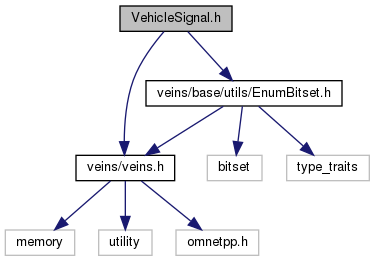 VehicleSignal.h
veins/base/utils/EnumBitset.h
veins/veins.h
bitset
type_traits
memory
utility
omnetpp.h